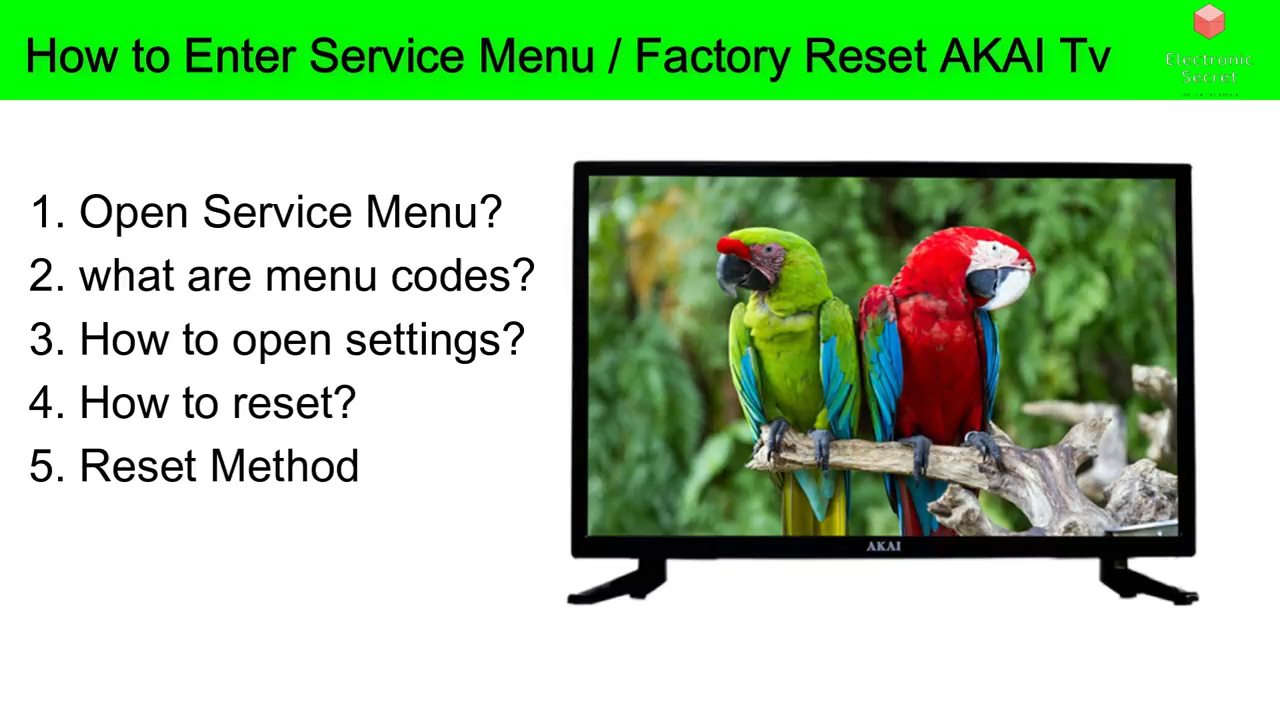 How to Enter Service Menu / Factory Reset AKAI Tv
Electronic
Secret
1. Open Service Menu?
2. what are menu codes?
3. How to open settings?
4. How to reset?
5. Reset Method
AKAI